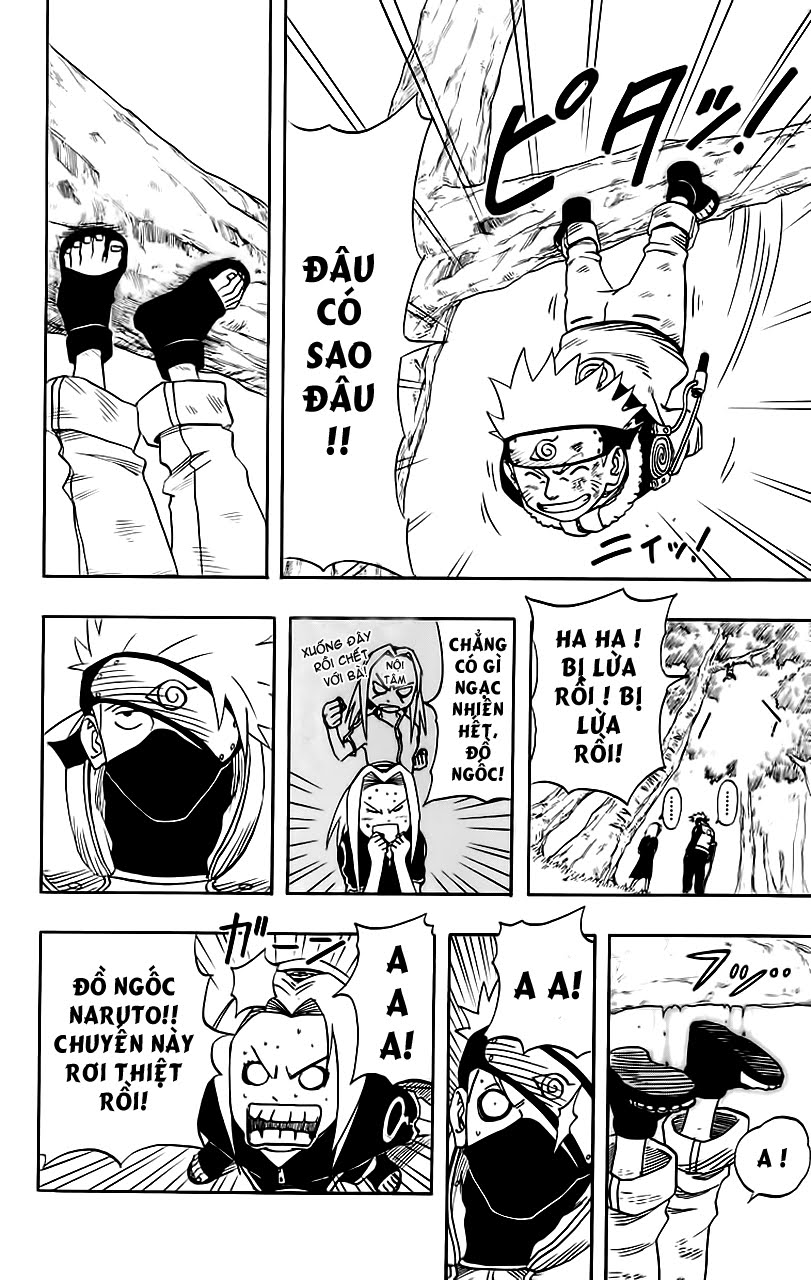 ピタッ!
ĐÂU
CÓ
SAO
ĐÂU
!!
ニィッ!
HA HA !
BỊ LỪA
RỒI ! BỊ
LỪA
RỒI!
CHẲNG
CÓ GÌ
NGẠC
NHIÊN
HẾT,
ĐỒ
NGỐC!
XUỐNG ĐÂY
RỒI CHẾT
VỚI BÀ!
NỘI
TÂM
フッ...
A !
A A!
A
A
A!
ガーン
ĐỒ NGỐC
NARUTO!!
CHUYẾN NÀY
RƠI THIỆT
RỒI!